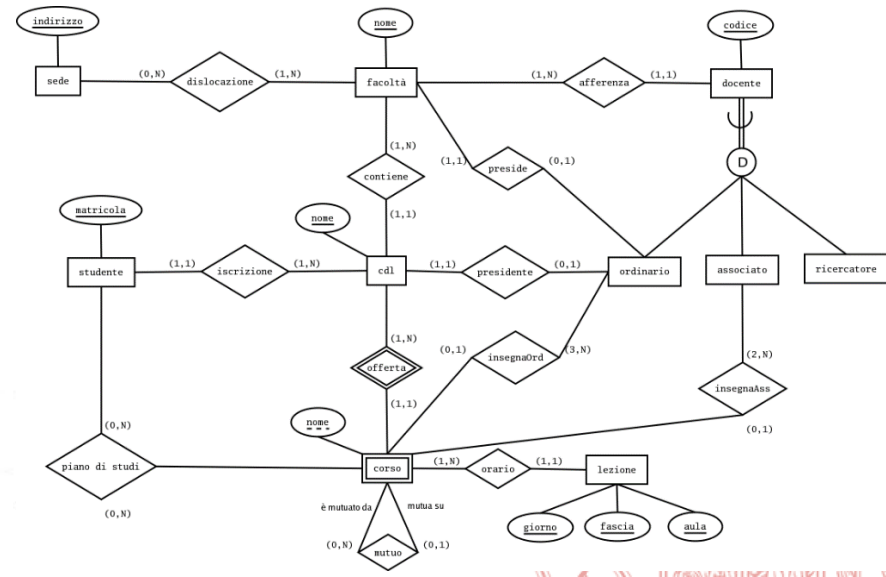 indirizzo
nome
codice
sede
(0,N)
dislocazione
(1,N)
facoltà
(1,N)
afferenza
(1,1)
docente
D
(1,N)
(1,1)
preside
(0,1)
contiene
matricola
nome
(1,1)
studente
(1,1)
iscrizione
(1,N)
cdl
(1,1)
presidente
(0,1)
ordinario
associato
ricercatore
(1,N)
(0,1)
insegnaOrd
(3,N)
(2,N)
offerta
insegnaAss
(1,1)
nome
(0,N)
(0,1)
piano di studi
corso
(1,N)
orario
(1,1)
lezione
(0,N)
è mutuato da
mutua su
giorno
fascia
aula
(0,N)
mutuo
(0,1)